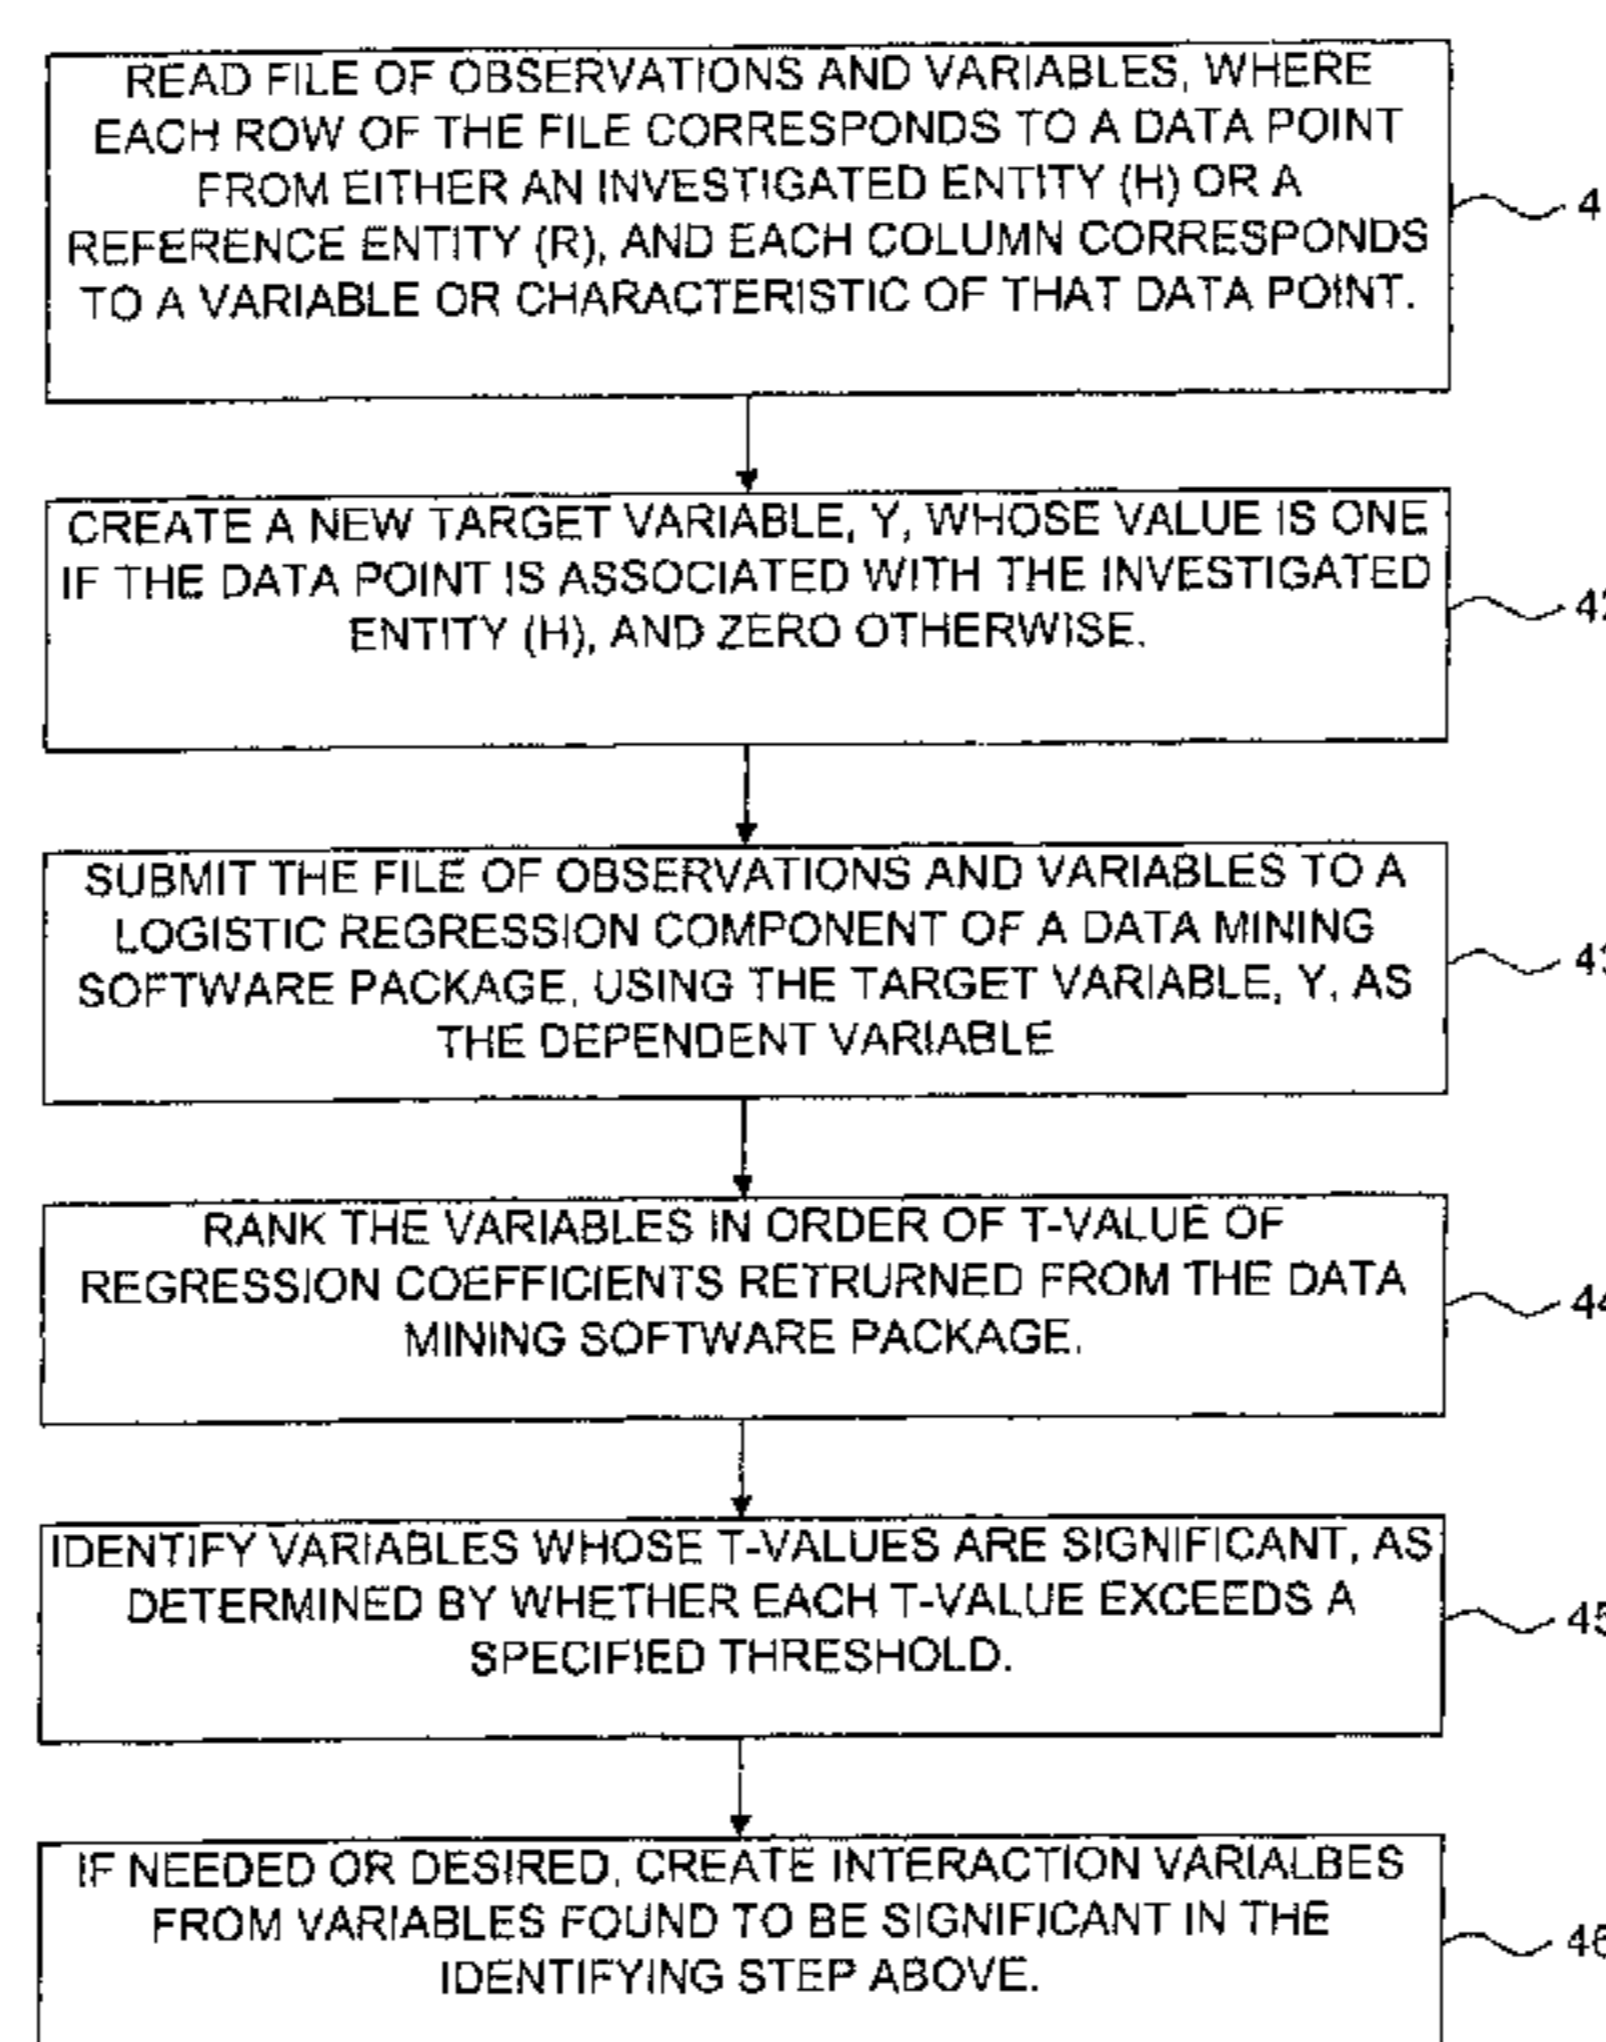 READ FILE OF OBSERVATIONS AND VARIABLES, WHERE
EACH ROW OF THE FILE CORRESPONDS TO A DATA POINT
FROM EITHER AN INVESTIGATED ENTITY (H) OR A
REFERENCE ENTITY (R), AND EACH COLUMN CORRESPONDS
TO A VARIABLE OR CHARACTERISTIC OF THAT DATA POINT.
4
CREATE A NEW TARGET VARIABLE, Y, WHOSE VALUE IS ONE
IF THE DATA POINT IS ASSOCIATED WITH THE INVESTIGATED
ENTITY (H), AND ZERO OTHERWISE.
42
SUBMIT THE FILE OF OBSERVATIONS AND VARIABLES TO A
LOGISTIC REGRESSION COMPONENT OF A DATA MINING
SOFTWARE PACKAGE, USING THE TARGET VARIABLE, Y, AS
THE DEPENDENT VARIABLE
43
RANK THE VARIABLES IN ORDER OF T-VALUE OF
REGRESSION COEFFICIENTS RETRURNED FROM THE DATA
MINING SOFTWARE PACKAGE.
44
IDENTIFY VARIABLES WHOSE T-VALUES ARE SIGNIFICANT, AS
DETERMINED BY WHETHER EACH T-VALUE EXCEEDS A
SPECIFIED THRESHOLD.
45
IF NEEDED OR DESIRED, CREATE INTERACTION VARIALBES
FROM VARIABLES FOUND TO BE SIGNIFICANT IN THE
IDENTIFYING STEP ABOVE.
46